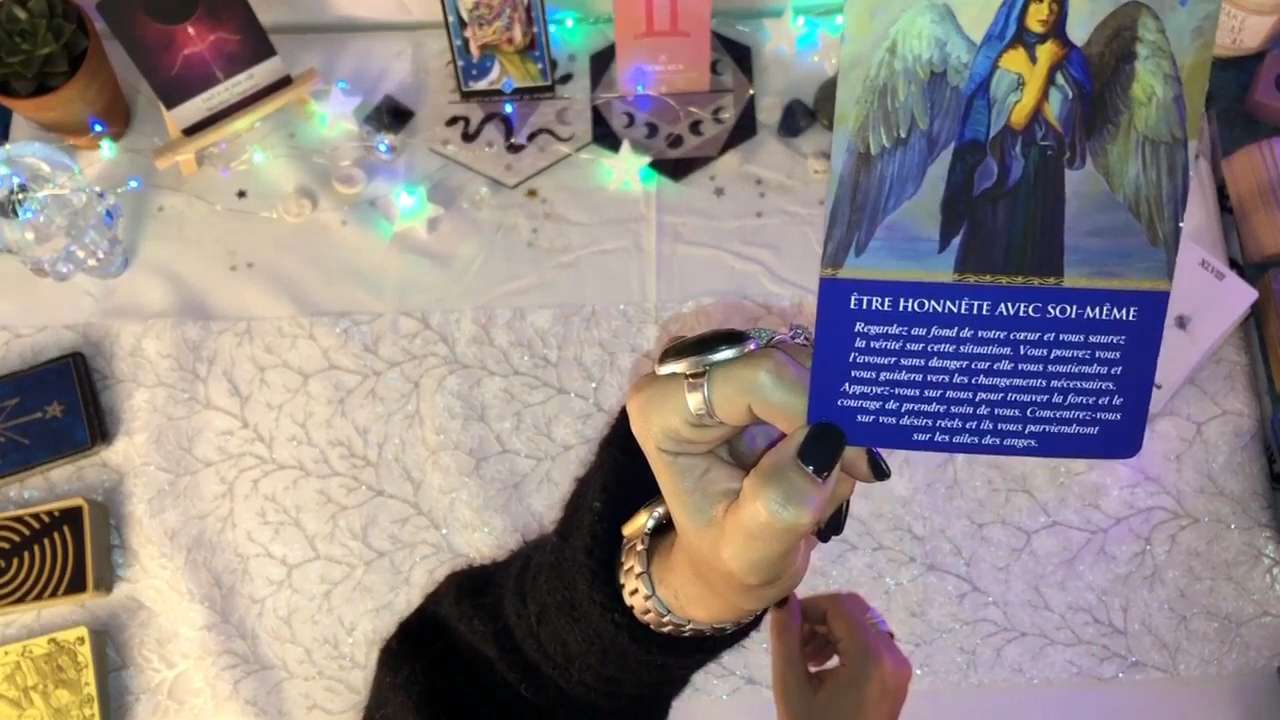 ÊTRE HONNÊTE AVEC SOI-MÊME
Regardez au fond de votre cœur et vous saurez
la vérité sur cette situation. Vous pouvez vous
l'avouer sans danger car elle vous soutiendra et
vous guidera vers les changements nécessaires.
Appuyez-vous sur nous pour trouver la force et le
courage de prendre soin de vous. Concentrez-vous
sur vos désirs réels et ils vous parviendront
sur les ailes des anges.